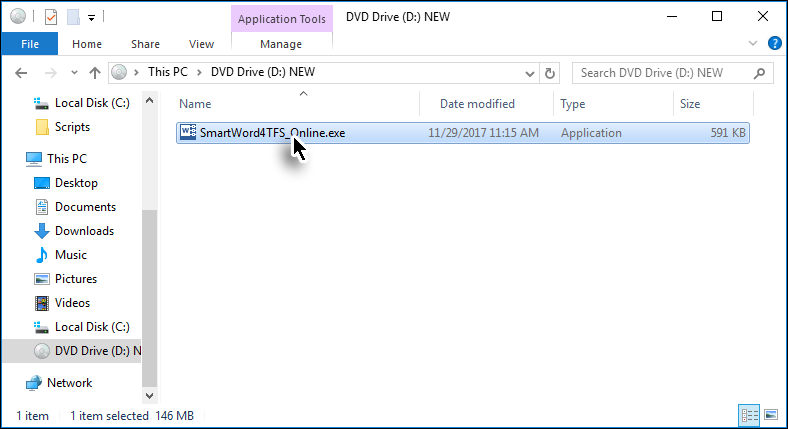 Application Tools
DVD Drive (D:) NEW
File
Home
Share
View
Manage
This PC
DVD Drive (D:) NEW
Search DVD Drive (D:) NEW
Name
Date modified
Type
Size
SmartWord4TFS_Online.exe
11/29/2017 11:15 AM
Application
591 KB
Local Disk (C:)
Scripts
This PC
Desktop
Documents
Downloads
Music
Pictures
Videos
Local Disk (C:)
DVD Drive (D:) N
Network
1 item
1 item selected 146 MB